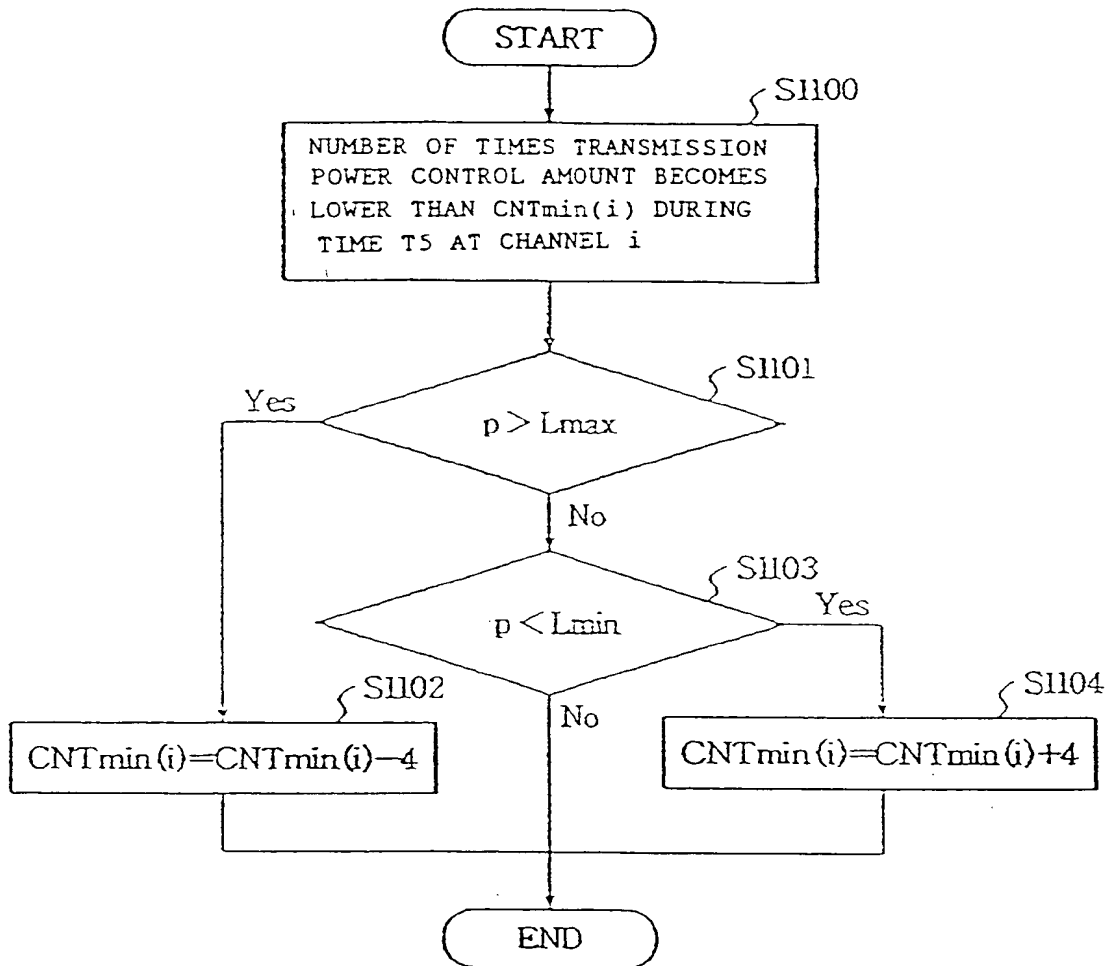 START
S1100
NUMBER OF TIMES TRANSMISSION
POWER CONTROL AMOUNT BECOMES
LOWER THAN CNTmin(i) DURING
TIME T5 AT CHANNEL i
S1101
Yes
p > Lmax
No
S1103
Yes
p < Lmin
S1102
No
S1104
CNTmin(i)=CNTmin(i)−4
CNTmin(i)=CNTmin(i)+4
END